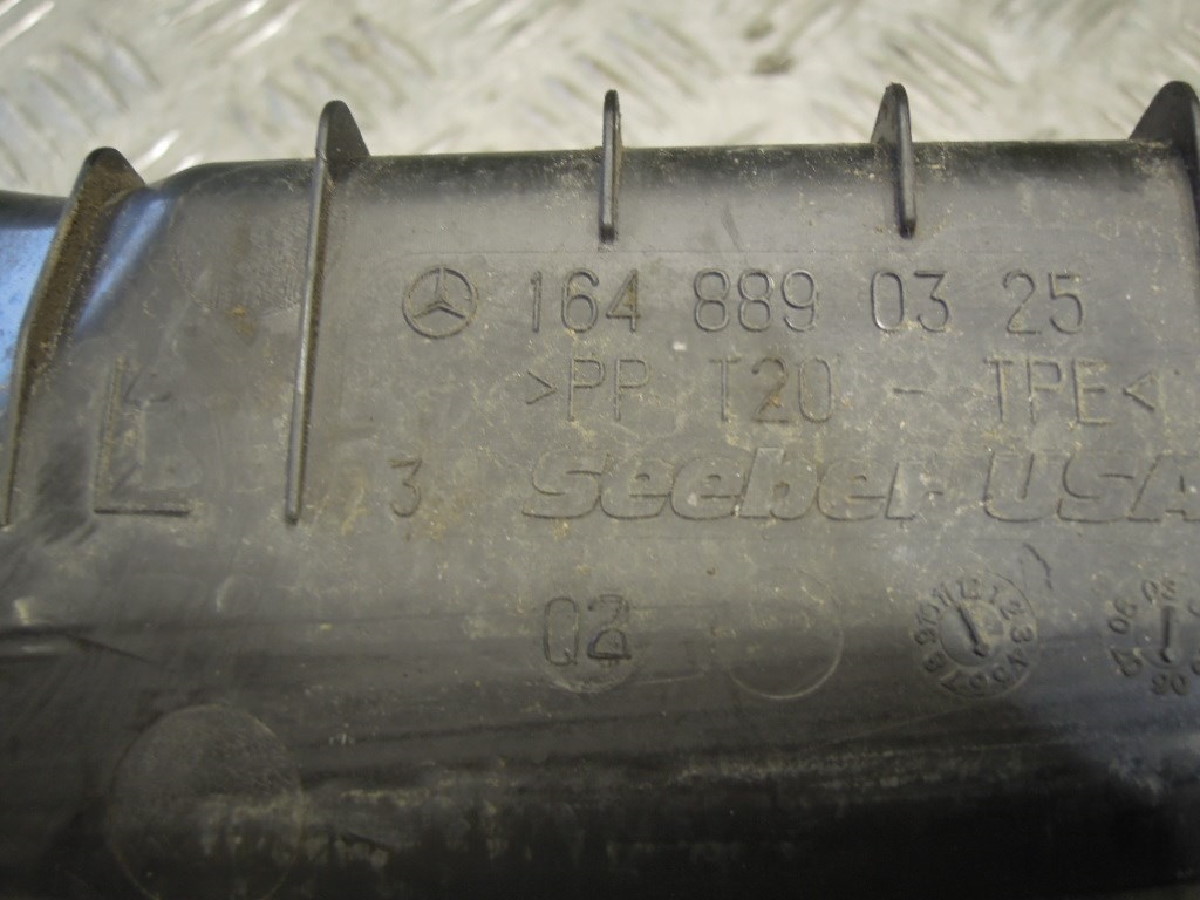 164 889 03 25
>PP T20 - TPE<
L 3 Seeber USA
02